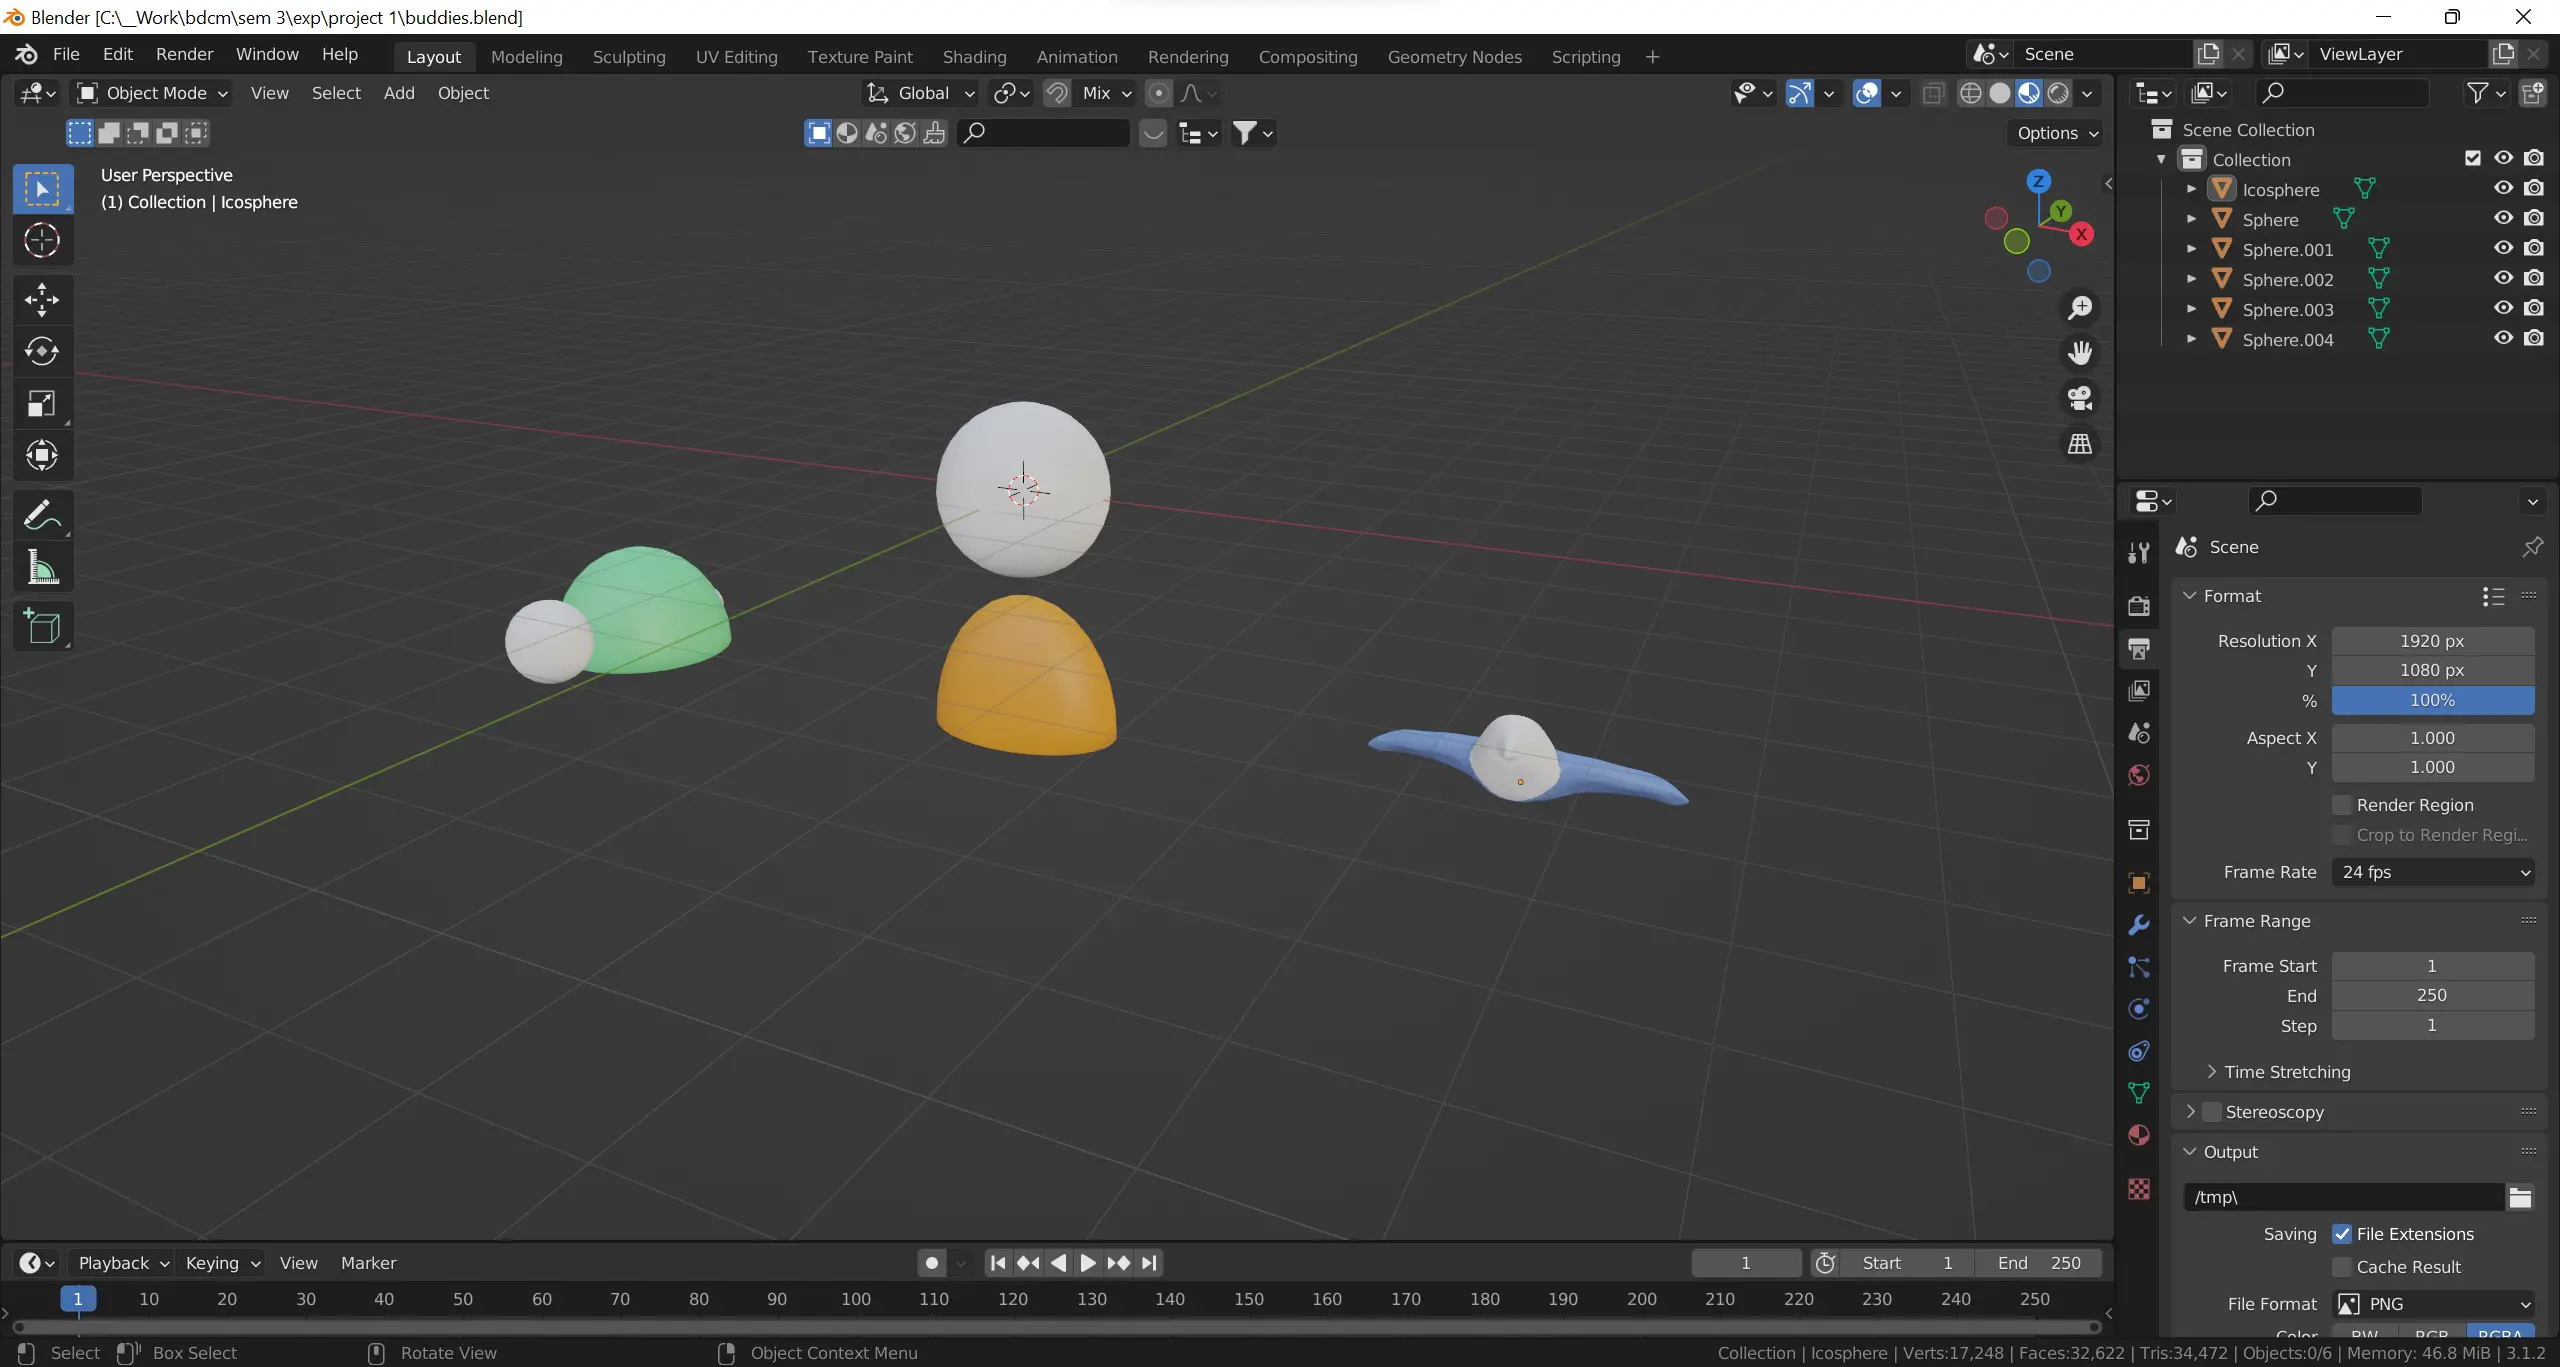 Blender [C:\__Work\bdcm\sem 3\exp\project 1\buddies.blend]
File Edit Render Window Help Layout Modeling Sculpting UV Editing Texture Paint Shading Animation Rendering Compositing Geometry Nodes Scripting + Scene ViewLayer
Object Mode View Select Add Object Global Mix
Options
User Perspective
(1) Collection | Icosphere
Z
Y
X
Scene Collection
Collection
Icosphere
Sphere
Sphere.001
Sphere.002
Sphere.003
Sphere.004
Scene
Format
Resolution X 1920 px
Y 1080 px
% 100%
Aspect X 1.000
Y 1.000
Render Region
Crop to Render Regi...
Frame Rate 24 fps
Frame Range
Frame Start 1
End 250
Step 1
Time Stretching
Stereoscopy
Output
/tmp\
Saving File Extensions
Cache Result
File Format PNG
Color BW RGB RGBA
Playback Keying View Marker 1 Start 1 End 250
1 10 20 30 40 50 60 70 80 90 100 110 120 130 140 150 160 170 180 190 200 210 220 230 240 250
Select Box Select Rotate View Object Context Menu Collection | Icosphere | Verts:17,248 | Faces:32,622 | Tris:34,472 | Objects:0/6 | Memory: 46.8 MiB | 3.1.2